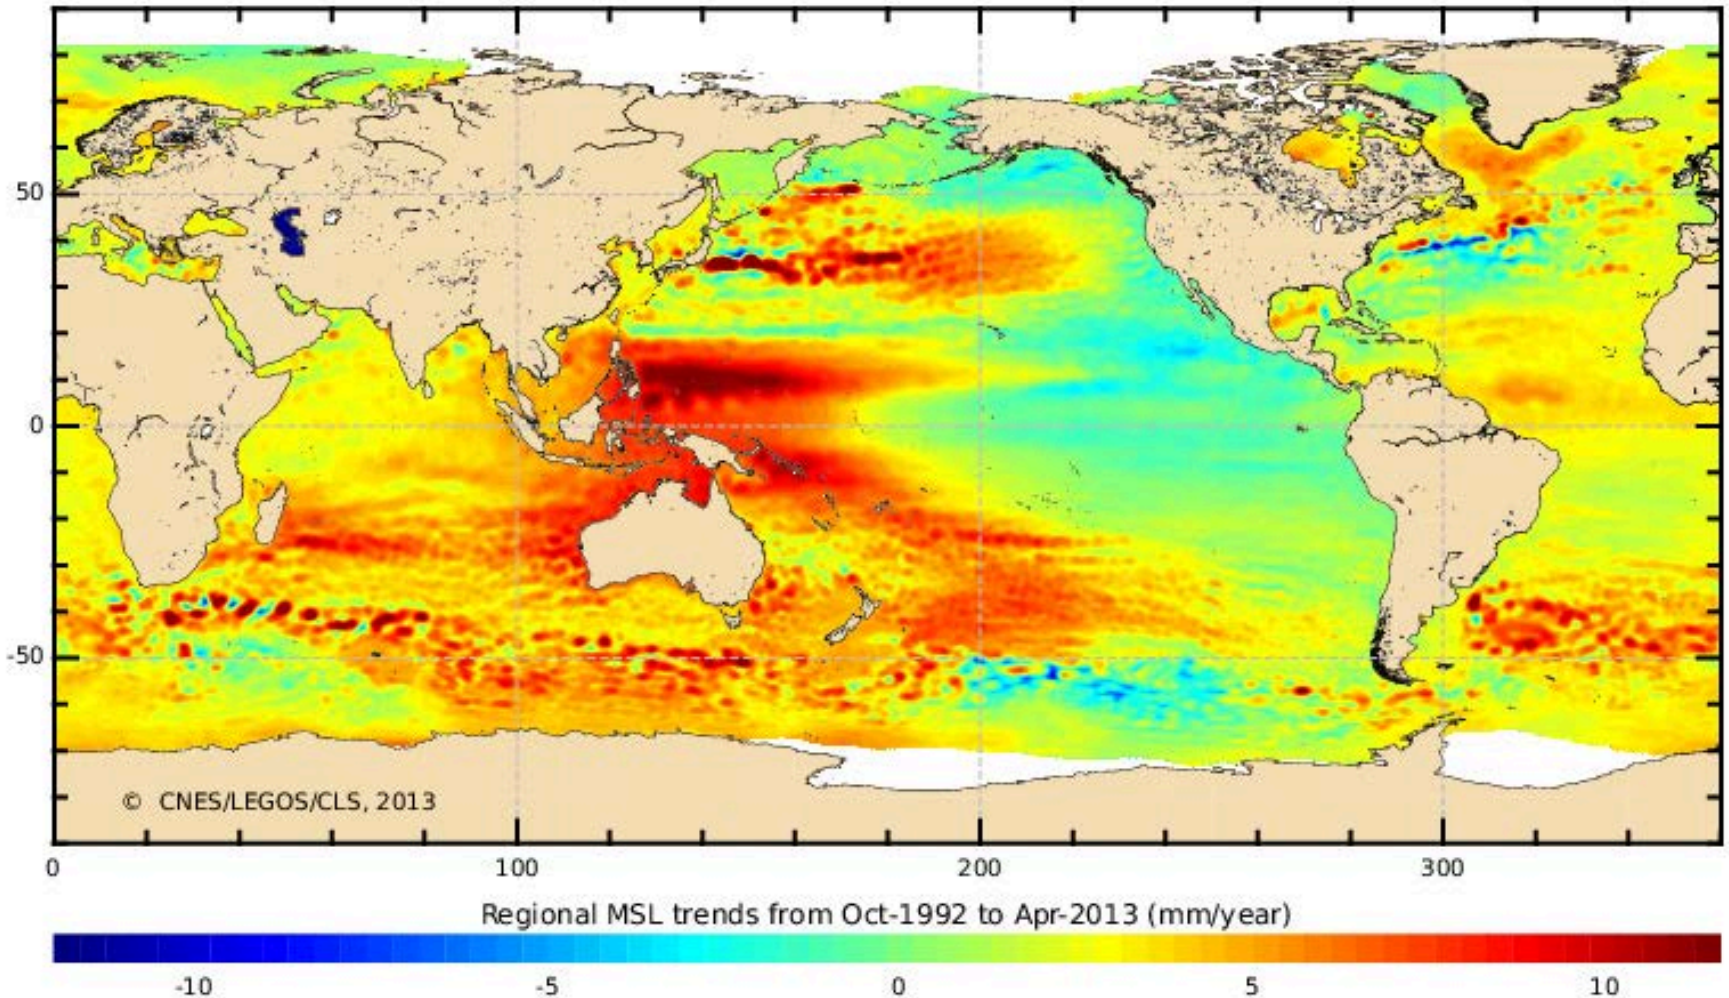 50
0
-50
© CNES/LEGOS/CLS, 2013
0 100 200 300
Regional MSL trends from Oct-1992 to Apr-2013 (mm/year)
-10 -5 0 5 10